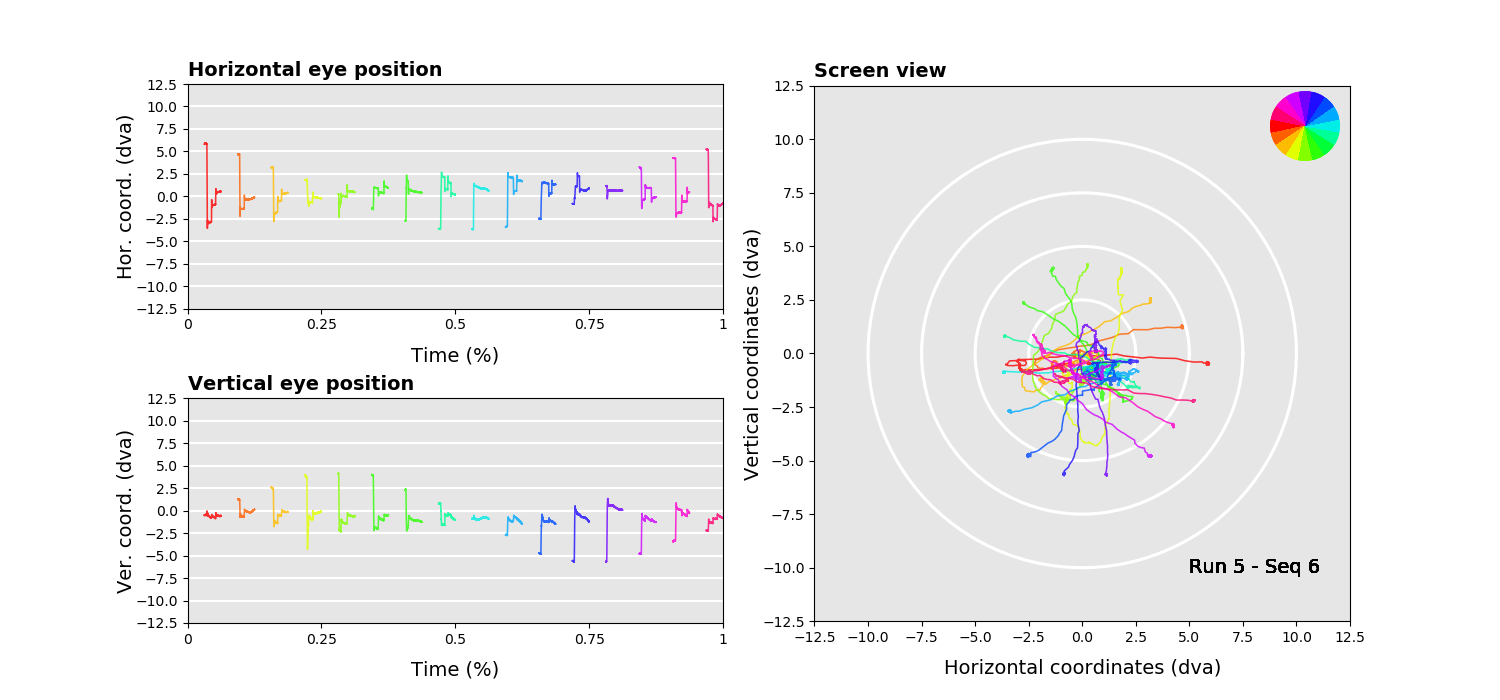 Horizontal eye position
Hor. coord. (dva)
12.5
10.0
7.5
5.0
2.5
0.0
−2.5
−5.0
−7.5
−10.0
−12.5
0 0.25 0.5 0.75 1
Time (%)
Vertical eye position
Ver. coord. (dva)
12.5
10.0
7.5
5.0
2.5
0.0
−2.5
−5.0
−7.5
−10.0
−12.5
0 0.25 0.5 0.75 1
Time (%)
Screen view
Vertical coordinates (dva)
12.5
10.0
7.5
5.0
2.5
0.0
−2.5
−5.0
−7.5
−10.0
−12.5
Run 5 - Seq 6
−12.5 −10.0 −7.5 −5.0 −2.5 0.0 2.5 5.0 7.5 10.0 12.5
Horizontal coordinates (dva)